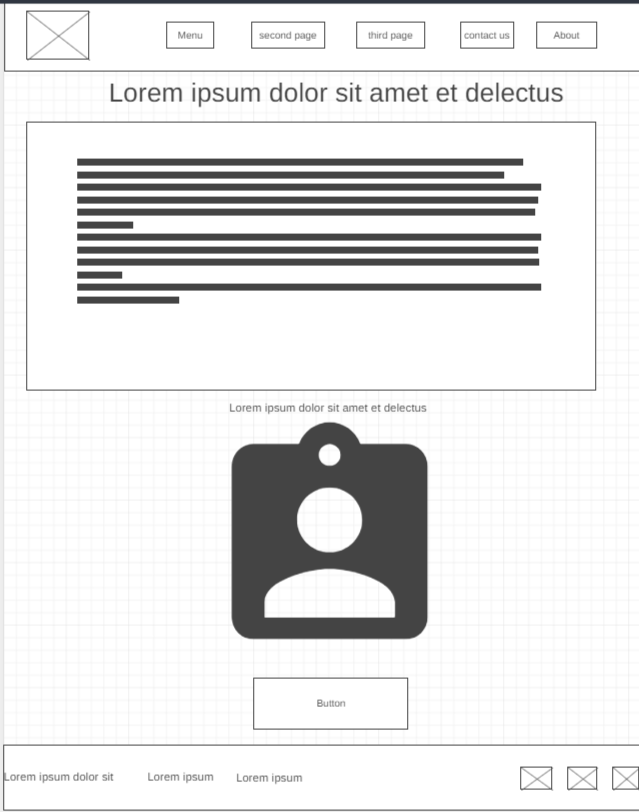 Menu second page third page contact us About
Lorem ipsum dolor sit amet et delectus
Lorem ipsum dolor sit amet et delectus
Button
Lorem ipsum dolor sit Lorem ipsum Lorem ipsum